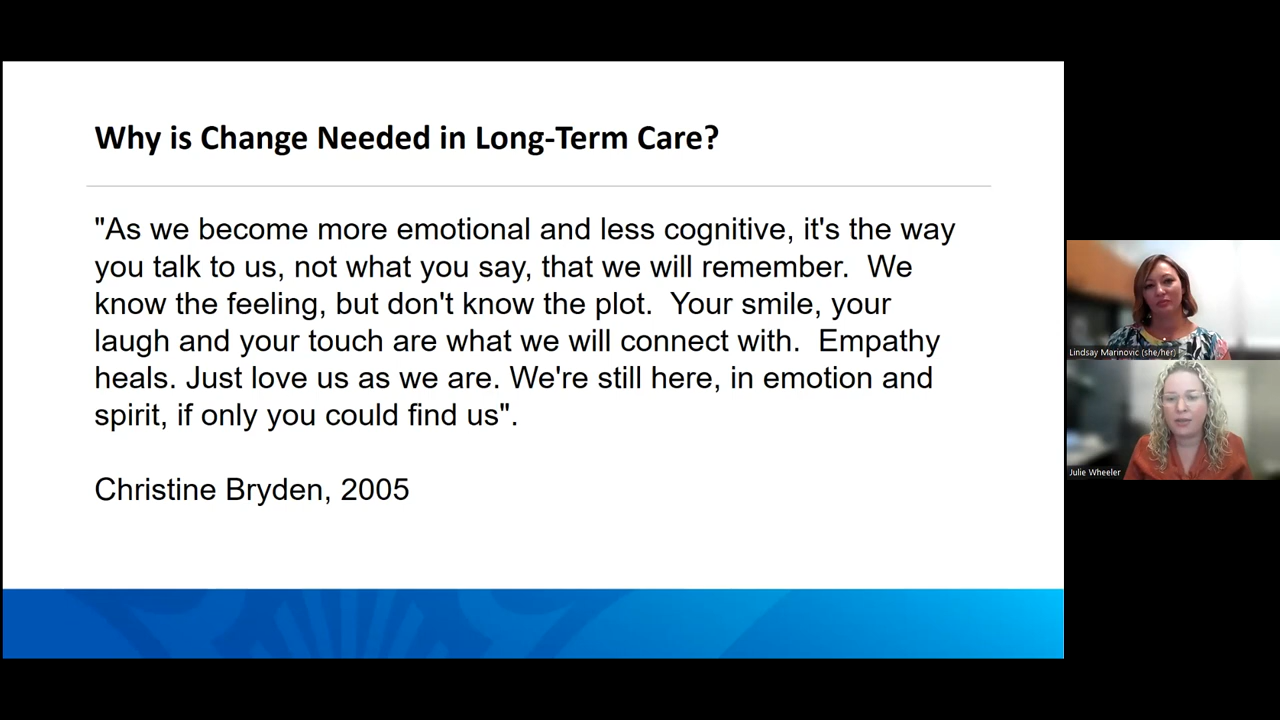 Why is Change Needed in Long-Term Care?
"As we become more emotional and less cognitive, it's the way
you talk to us, not what you say, that we will remember.  We
know the feeling, but don't know the plot.  Your smile, your
laugh and your touch are what we will connect with.  Empathy
heals. Just love us as we are. We're still here, in emotion and
spirit, if only you could find us".
Christine Bryden, 2005
Lindsay Marinovic (she/her)
Julie Wheeler